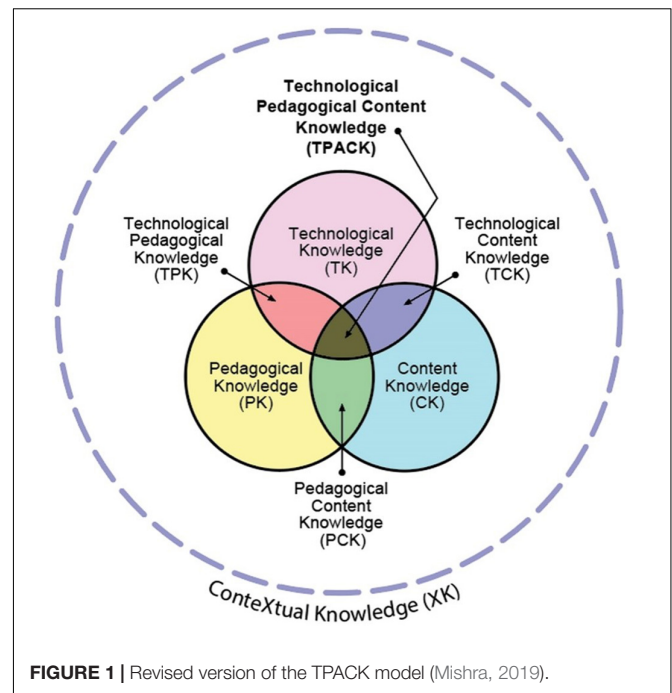 Technological
Pedagogical Content
Knowledge
(TPACK)
Technological
Pedagogical
Knowledge
(TPK)
Technological
Knowledge
(TK)
Technological
Content
Knowledge
(TCK)
Pedagogical
Knowledge
(PK)
Content
Knowledge
(CK)
Pedagogical
Content
Knowledge
(PCK)
ConteXtual Knowledge (XK)
FIGURE 1 | Revised version of the TPACK model (Mishra, 2019).